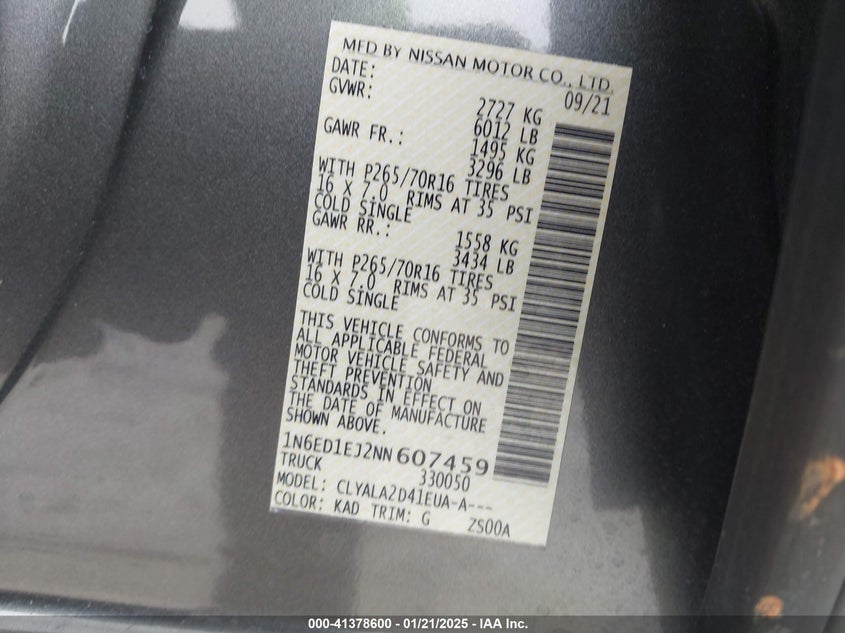 MFD BY NISSAN MOTOR CO., LTD.
DATE: 09/21
GVWR: 2727 KG
6012 LB
GAWR FR.: 1495 KG
3296 LB
WITH P265/70R16 TIRES
16 X 7.0 RIMS AT 35 PSI
COLD SINGLE
GAWR RR.: 1558 KG
3434 LB
WITH P265/70R16 TIRES
16 X 7.0 RIMS AT 35 PSI
COLD SINGLE
THIS VEHICLE CONFORMS TO
ALL APPLICABLE FEDERAL
MOTOR VEHICLE SAFETY AND
THEFT PREVENTION
STANDARDS IN EFFECT ON
THE DATE OF MANUFACTURE
SHOWN ABOVE.
1N6ED1EJ2NN607459
TRUCK 330050
MODEL: CLYALA2D41EUA-A---
COLOR: KAD TRIM: G ZS00A
000-41378600 - 01/21/2025 - IAA Inc.